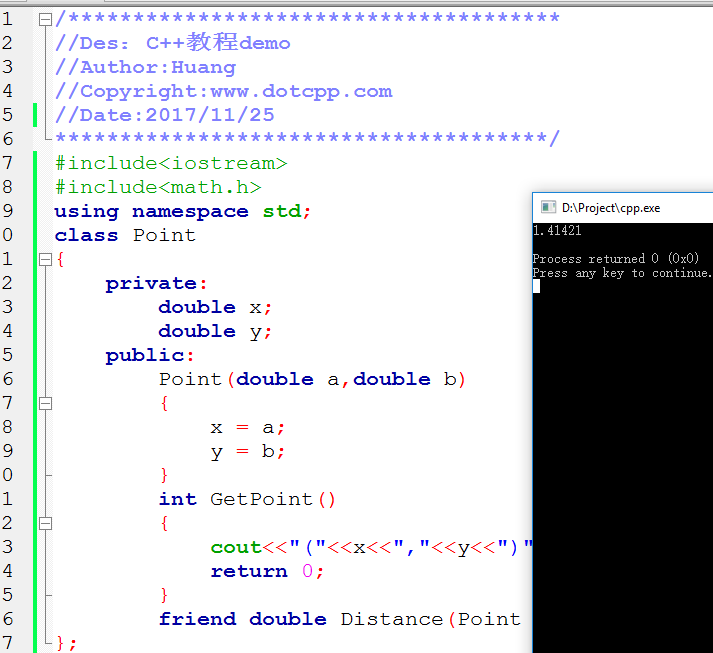 1 /**************************************
2 //Des: C++教程demo
3 //Author:Huang
4 //Copyright:www.dotcpp.com
5 //Date:2017/11/25
6 **************************************/
7 #include<iostream>
8 #include<math.h>
9 using namespace std;
0 class Point
1 {
2 private:
3 double x;
4 double y;
5 public:
6 Point(double a,double b)
7 {
8 x = a;
9 y = b;
0 }
1 int GetPoint()
2 {
3 cout<<"("<<x<<","<<y<<")"
4 return 0;
5 }
6 friend double Distance(Point
7 };
D:\Project\cpp.exe
1.41421
Process returned 0 (0x0)
Press any key to continue.